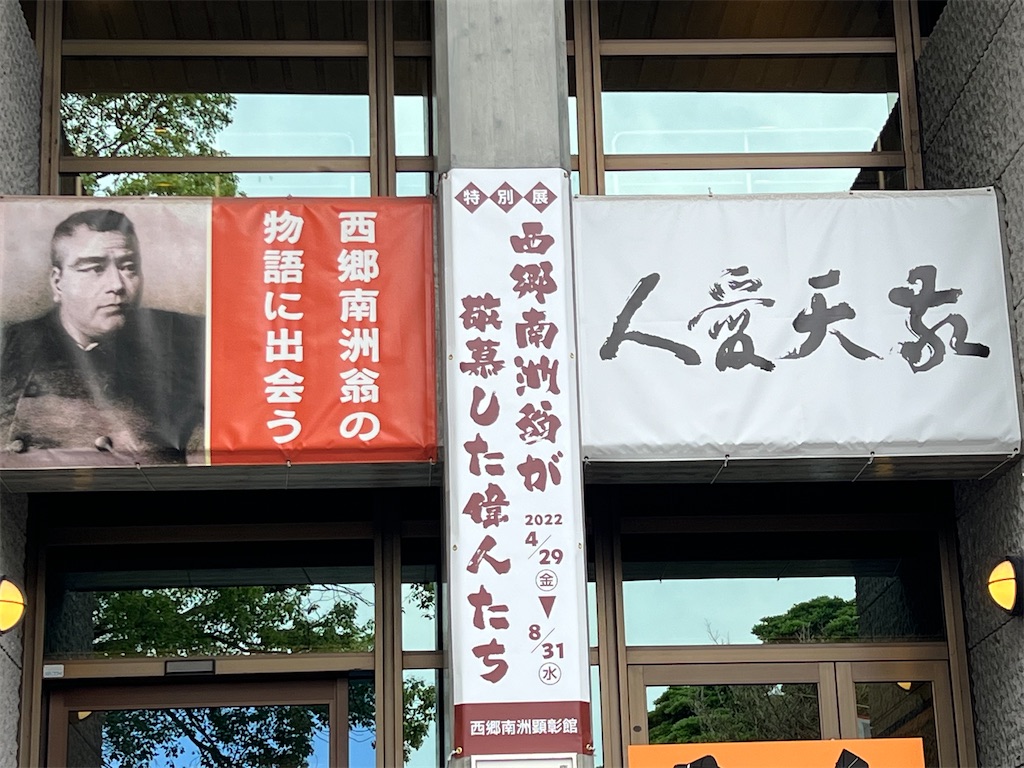 西郷南洲翁の
物語に出会う
特別展
西郷南洲翁が
敬慕した偉人たち
2022
4/29
金
▼
8/31
水
西郷南洲顕彰館
敬天愛人